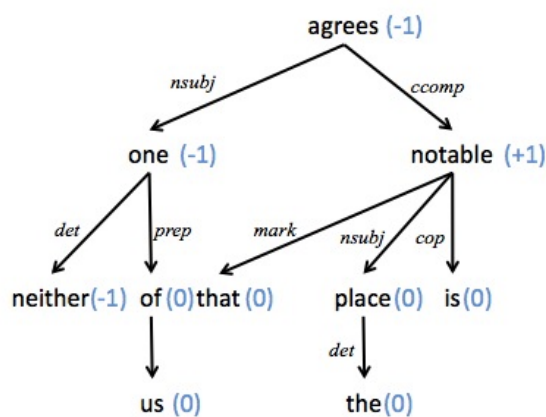 agrees (-1)
nsubj ccomp
one (-1) notable (+1)
det prep mark nsubj cop
neither(-1) of(0) that (0) place(0) is(0)
det
us (0) the(0)